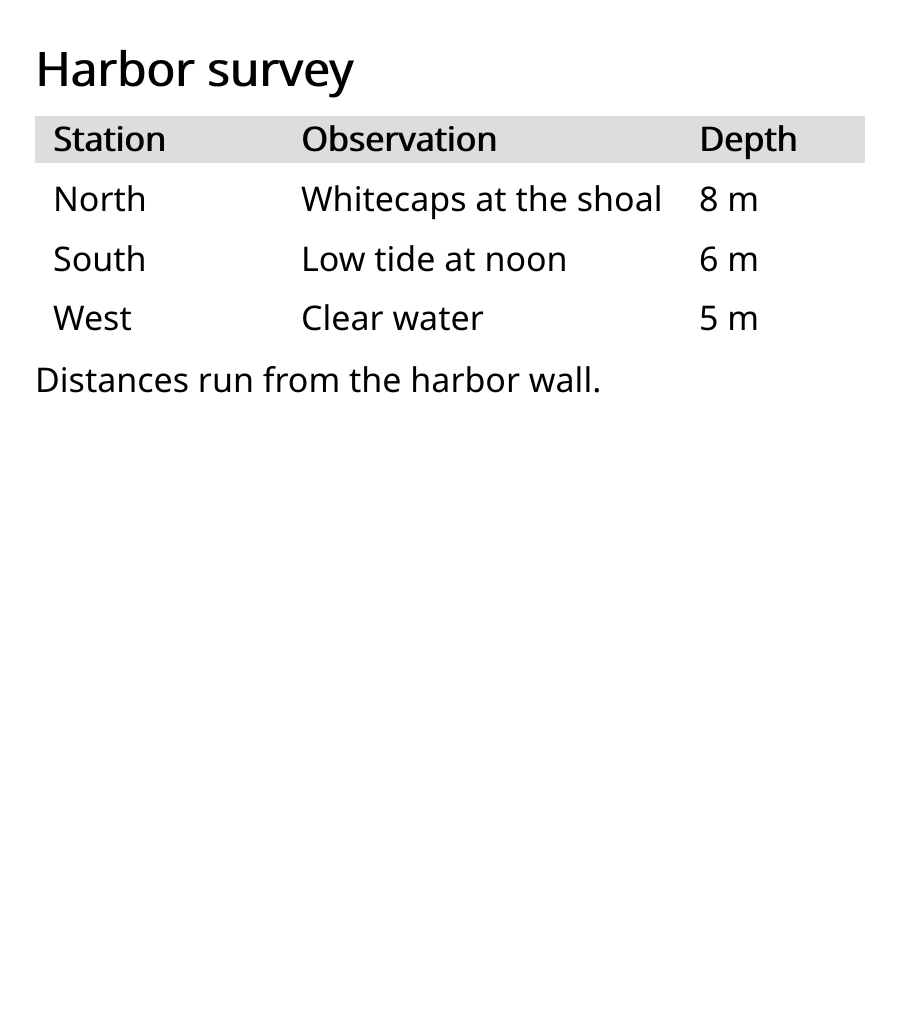 Harbor survey
Station Observation Depth
North Whitecaps at the shoal 8 m
South Low tide at noon 6 m
West Clear water 5 m
Distances run from the harbor wall.